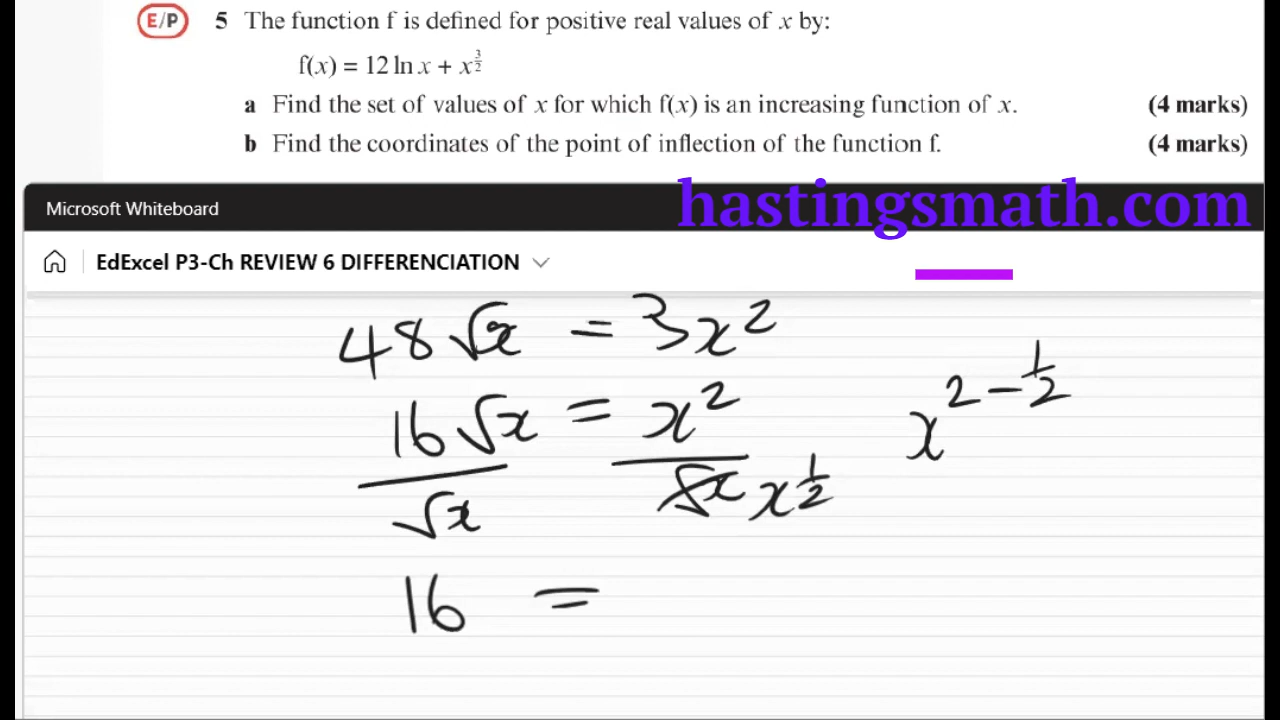 E/P 5 The function f is defined for positive real values of x by:
f(x) = 12 ln x + x^{3/2}
a Find the set of values of x for which f(x) is an increasing function of x. (4 marks)
b Find the coordinates of the point of inflection of the function f. (4 marks)
hastingsmath.com
Microsoft Whiteboard
EdExcel P3-Ch REVIEW 6 DIFFERENCIATION
48√x = 3x²
16√x = x² x^{2-1/2}
√x x^{1/2}
16 =